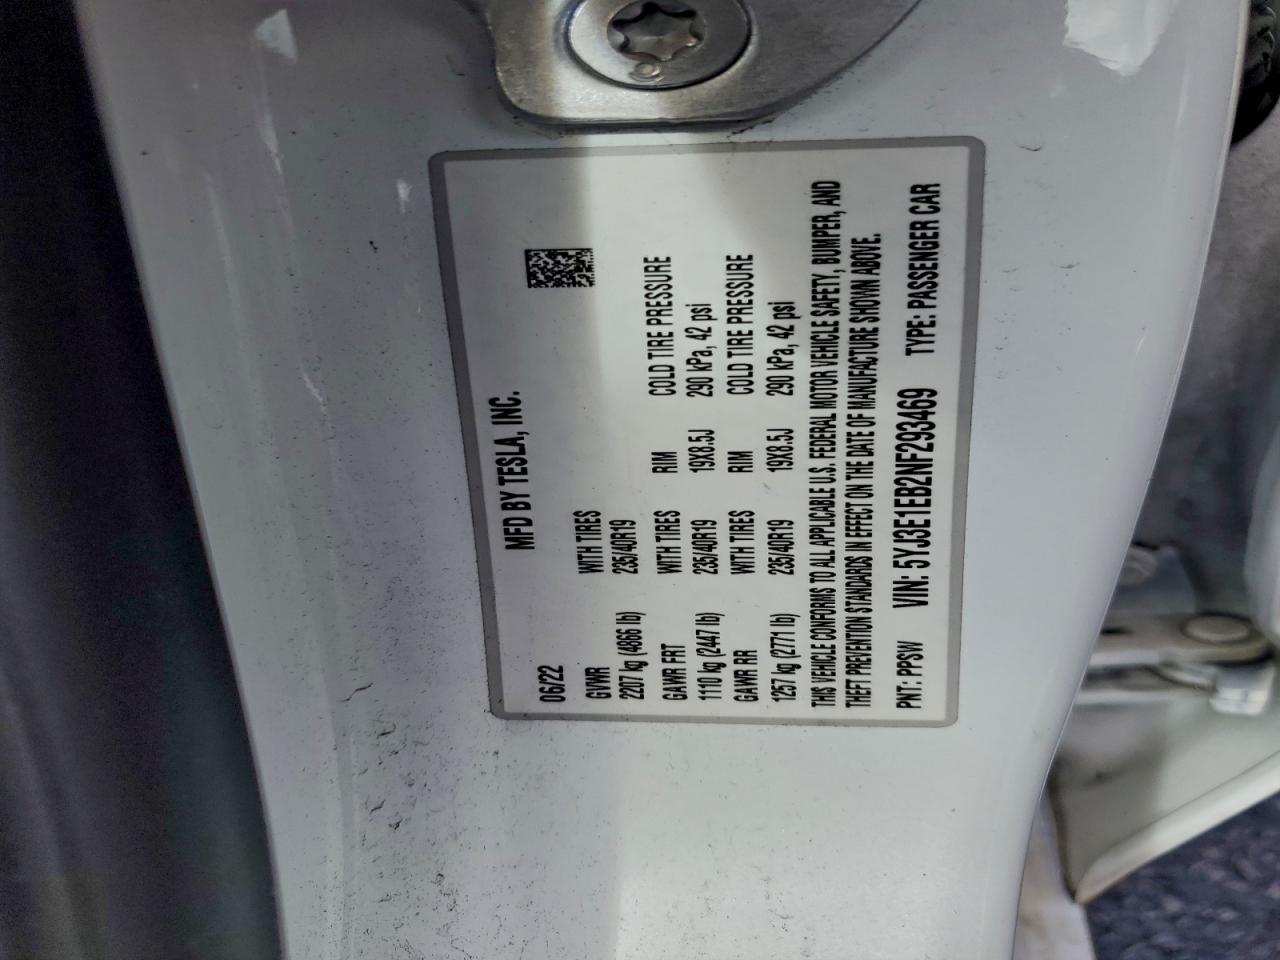 MFD BY TESLA, INC.
06/22
GVWR WITH TIRES
2207 kg (4866 lb) 235/40R19
GAWR FRT WITH TIRES RIM COLD TIRE PRESSURE
1110 kg (2447 lb) 235/40R19 19X8.5J 290 kPa, 42 psi
GAWR RR WITH TIRES RIM COLD TIRE PRESSURE
1257 kg (2771 lb) 235/40R19 19X8.5J 290 kPa, 42 psi
THIS VEHICLE CONFORMS TO ALL APPLICABLE U.S. FEDERAL MOTOR VEHICLE SAFETY, BUMPER, AND
THEFT PREVENTION STANDARDS IN EFFECT ON THE DATE OF MANUFACTURE SHOWN ABOVE.
PNT: PPSW VIN: 5YJ3E1EB2NF293469 TYPE: PASSENGER CAR